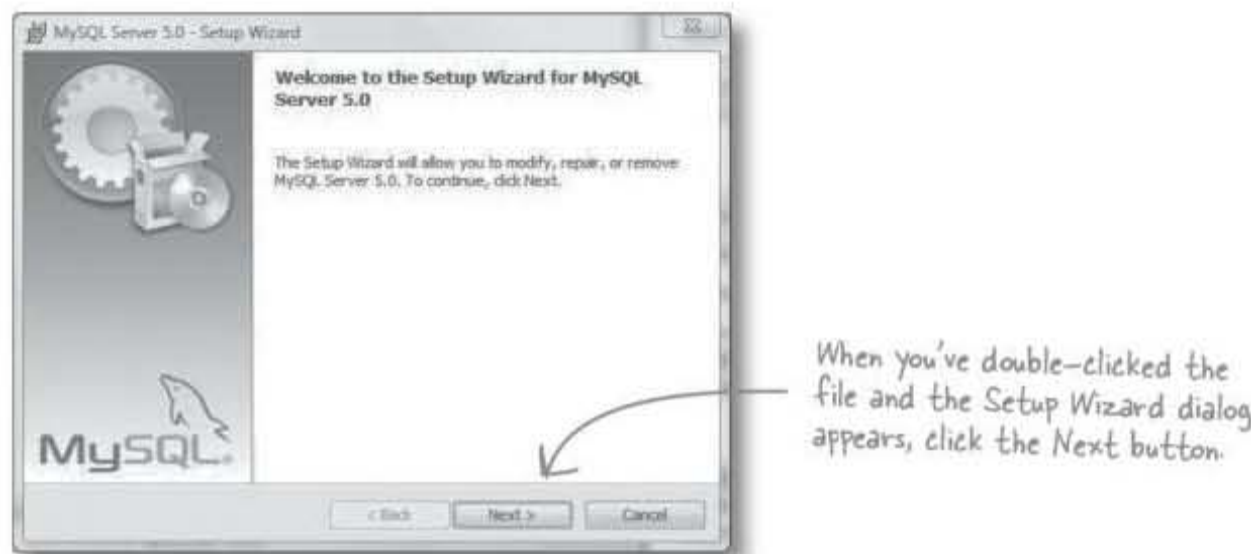 MySQL Server 5.0 - Setup Wizard
Welcome to the Setup Wizard for MySQL
Server 5.0
The Setup Wizard will allow you to modify, repair, or remove
MySQL Server 5.0. To continue, click Next.
MySQL.
< Back Next > Cancel
When you've double-clicked the
file and the Setup Wizard dialog
appears, click the Next button.